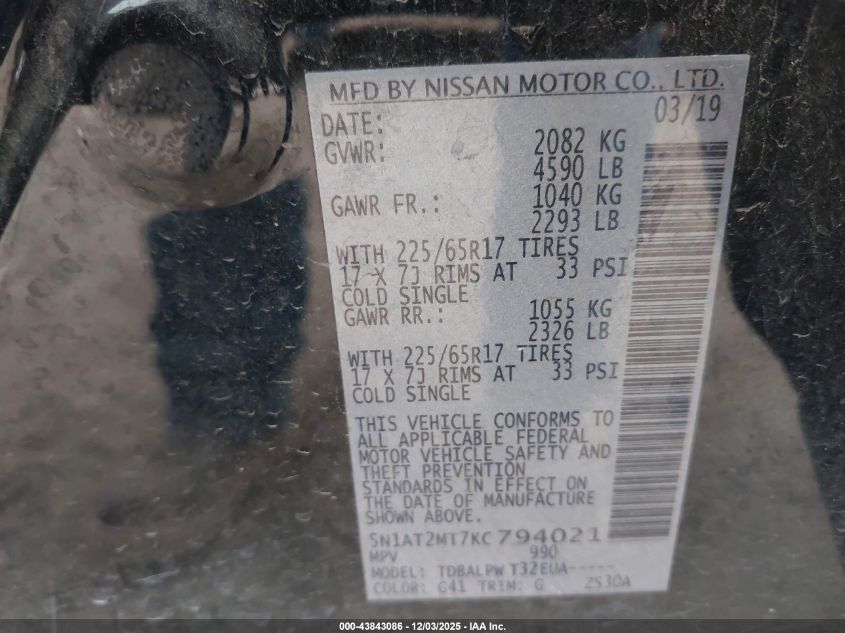 MFD BY NISSAN MOTOR CO., LTD.
DATE: 03/19
GVWR: 2082 KG
4590 LB
GAWR FR.: 1040 KG
2293 LB
WITH 225/65R17 TIRES
17 X 7J RIMS AT 33 PSI
COLD SINGLE
GAWR RR.: 1055 KG
2326 LB
WITH 225/65R17 TIRES
17 X 7J RIMS AT 33 PSI
COLD SINGLE
THIS VEHICLE CONFORMS TO
ALL APPLICABLE FEDERAL
MOTOR VEHICLE SAFETY AND
THEFT PREVENTION
STANDARDS IN EFFECT ON
THE DATE OF MANUFACTURE
SHOWN ABOVE.
5N1AT2MT7KC794021
MPV 990
MODEL: TDBALPW T32EUA-----
COLOR: G41 TRIM: G ZS30A
000-43843086 - 12/03/2025 - IAA Inc.